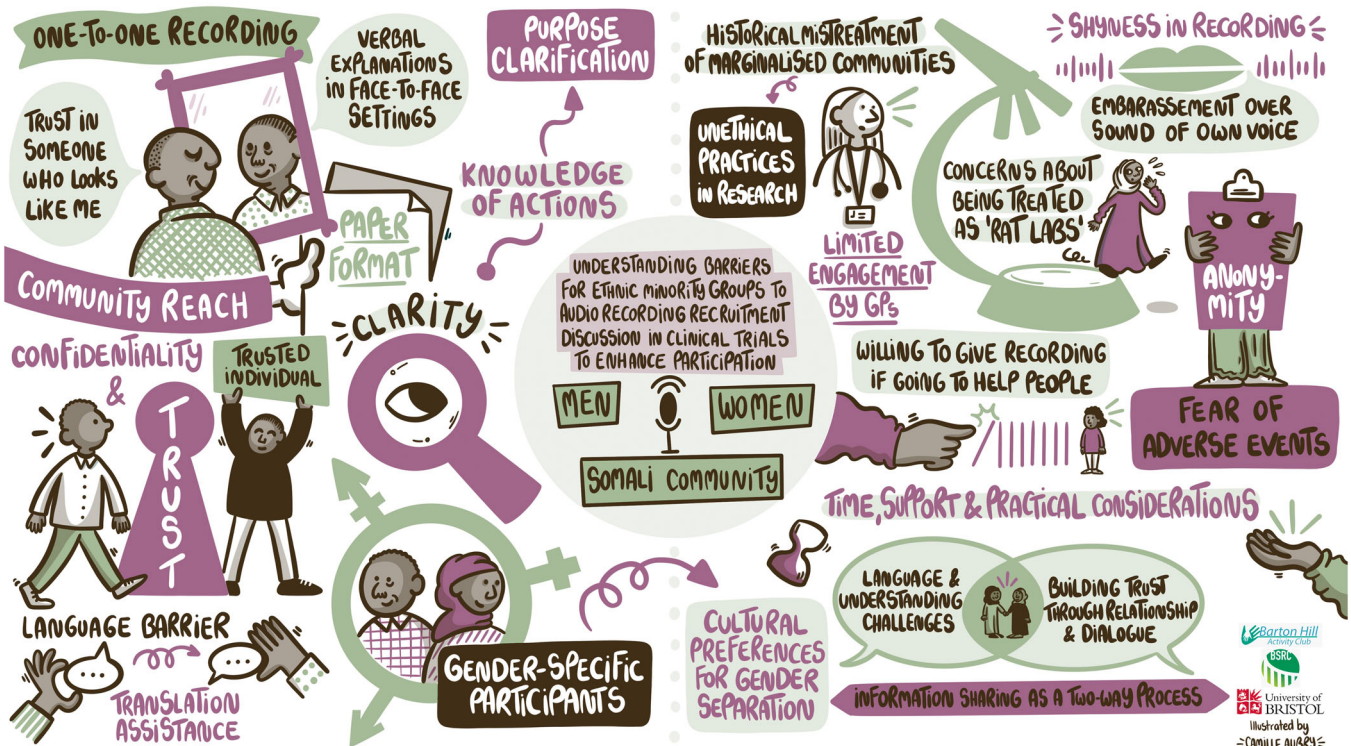 ONE-TO-ONE RECORDING
TRUST IN
SOMEONE
WHO LOOKS
LIKE ME
VERBAL
EXPLANATIONS
IN FACE-TO-FACE
SETTINGS
PURPOSE
CLARIFICATION
KNOWLEDGE
OF ACTIONS
PAPER
FORMAT
COMMUNITY REACH
CLARITY
CONFIDENTIALITY
&
TRUST
TRUSTED
INDIVIDUAL
LANGUAGE BARRIER
TRANSLATION
ASSISTANCE
GENDER-SPECIFIC
PARTICIPANTS
UNDERSTANDING BARRIERS
FOR ETHNIC MINORITY GROUPS TO
AUDIO RECORDING RECRUITMENT
DISCUSSION IN CLINICAL TRIALS
TO ENHANCE PARTICIPATION
MEN
WOMEN
SOMALI COMMUNITY
HISTORICAL MISTREATMENT
OF MARGINALISED COMMUNITIES
UNETHICAL
PRACTICES
IN RESEARCH
LIMITED
ENGAGEMENT
BY GPs
SHYNESS IN RECORDING
EMBARASSEMENT OVER
SOUND OF OWN VOICE
CONCERNS ABOUT
BEING TREATED
AS 'RAT LABS'
ANONY-
MITY
WILLING TO GIVE RECORDING
IF GOING TO HELP PEOPLE
FEAR OF
ADVERSE EVENTS
TIME, SUPPORT & PRACTICAL CONSIDERATIONS
CULTURAL
PREFERENCES
FOR GENDER
SEPARATION
LANGUAGE &
UNDERSTANDING
CHALLENGES
BUILDING TRUST
THROUGH RELATIONSHIP
& DIALOGUE
INFORMATION SHARING AS A TWO-WAY PROCESS
Barton Hill
Activity Club
BSRC
University of
BRISTOL
Illustrated by
CAMILLE AUBRY